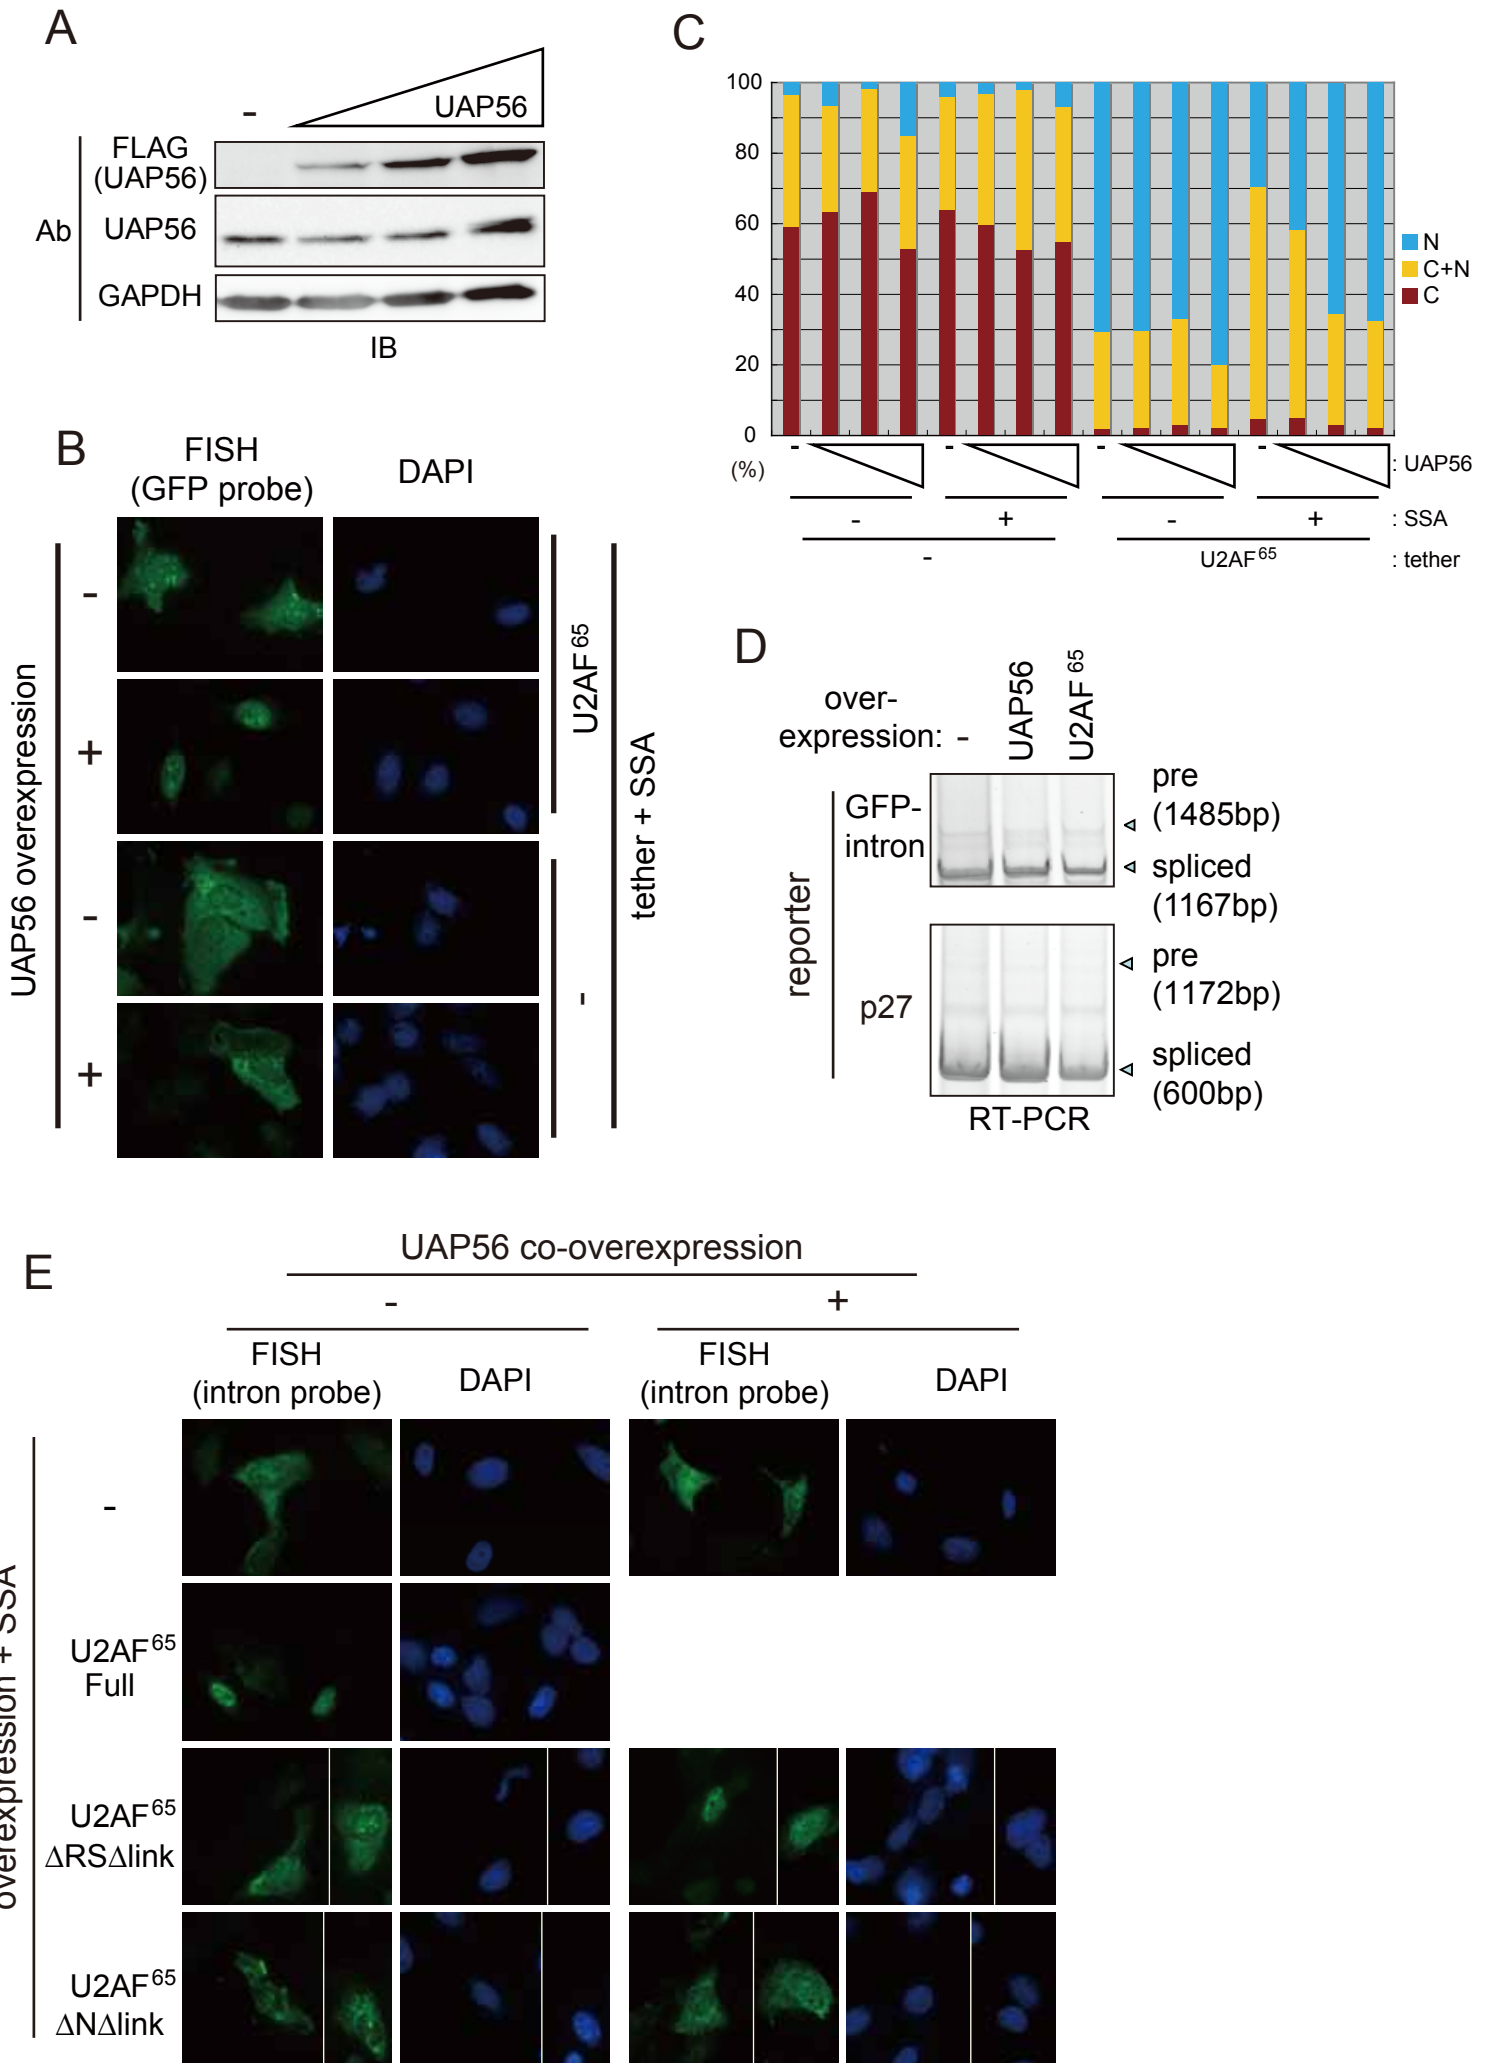 A
-
UAP56
FLAG
(UAP56)
UAP56
GAPDH
Ab
IB
B
FISH
(GFP probe)
DAPI
-
+
-
+
UAP56 overexpression
U2AF65
-
tether + SSA
C
100
80
60
40
20
0
(%)
N
C+N
C
- - - - : UAP56
- + - + : SSA
- U2AF65 : tether
D
over-
expression: - UAP56 U2AF65
reporter
GFP-
intron
p27
pre
(1485bp)
spliced
(1167bp)
pre
(1172bp)
spliced
(600bp)
RT-PCR
E
UAP56 co-overexpression
- +
FISH
(intron probe)
DAPI
FISH
(intron probe)
DAPI
overexpression + SSA
-
U2AF65
Full
U2AF65
ΔRSΔlink
U2AF65
ΔNΔlink